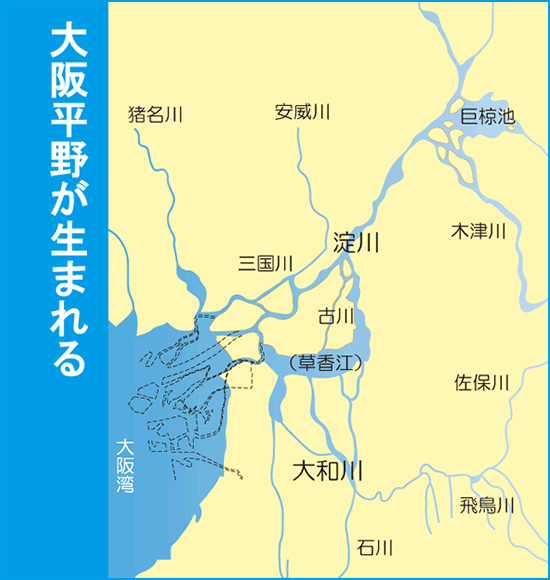 大阪平野が生まれる
猪名川
安威川
巨椋池
木津川
淀川
三国川
古川
（草香江）
佐保川
大阪湾
大和川
飛鳥川
石川